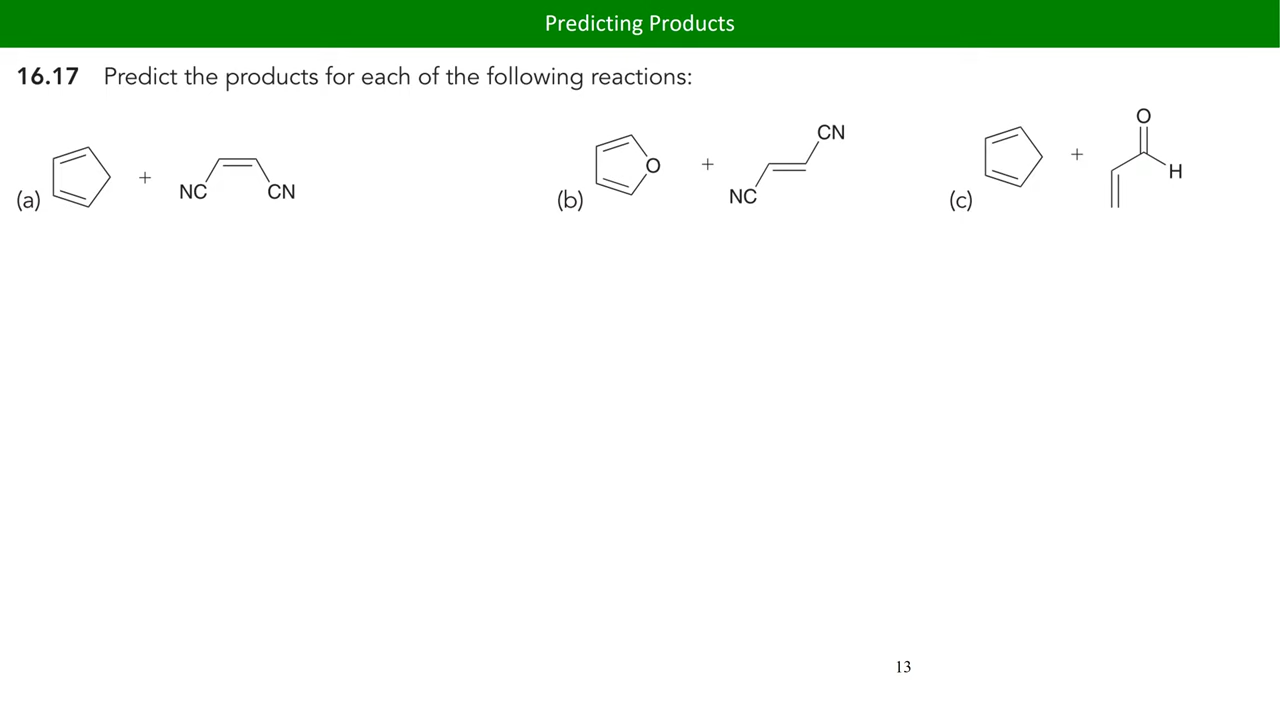 Predicting Products
16.17 Predict the products for each of the following reactions:
(a) + NC CN
(b) O + NC CN
(c) + O H
13